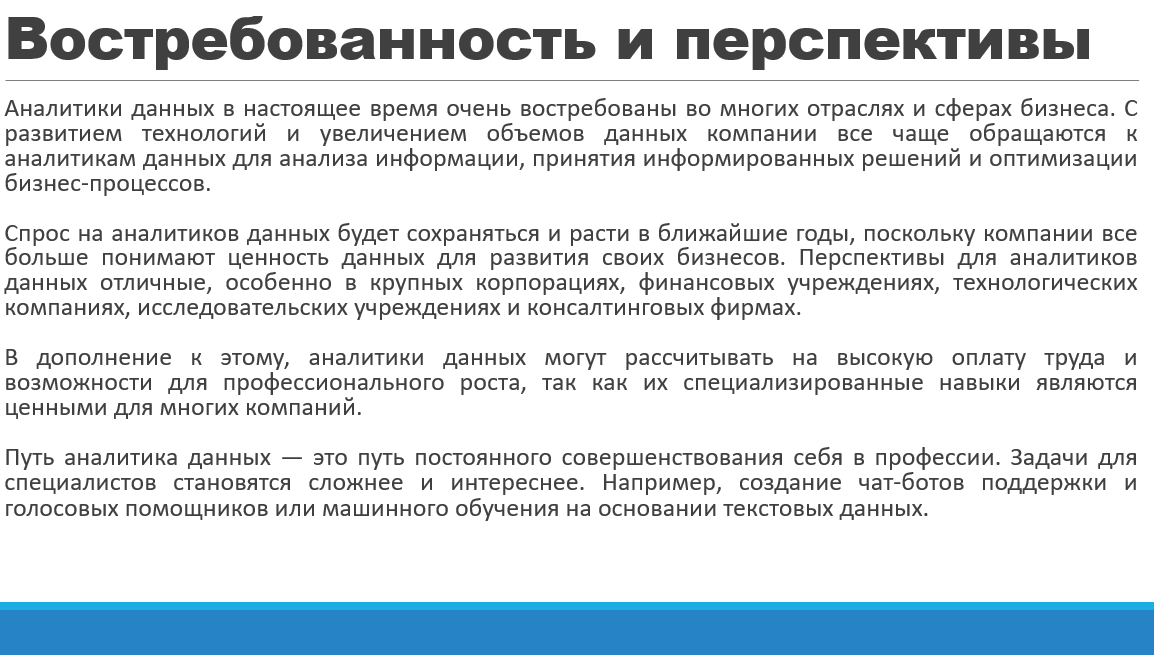 Востребованность и перспективы
Аналитики данных в настоящее время очень востребованы во многих отраслях и сферах бизнеса. С
развитием технологий и увеличением объемов данных компании все чаще обращаются к
аналитикам данных для анализа информации, принятия информированных решений и оптимизации
бизнес-процессов.
Спрос на аналитиков данных будет сохраняться и расти в ближайшие годы, поскольку компании все
больше понимают ценность данных для развития своих бизнесов. Перспективы для аналитиков
данных отличные, особенно в крупных корпорациях, финансовых учреждениях, технологических
компаниях, исследовательских учреждениях и консалтинговых фирмах.
В дополнение к этому, аналитики данных могут рассчитывать на высокую оплату труда и
возможности для профессионального роста, так как их специализированные навыки являются
ценными для многих компаний.
Путь аналитика данных — это путь постоянного совершенствования себя в профессии. Задачи для
специалистов становятся сложнее и интереснее. Например, создание чат-ботов поддержки и
голосовых помощников или машинного обучения на основании текстовых данных.